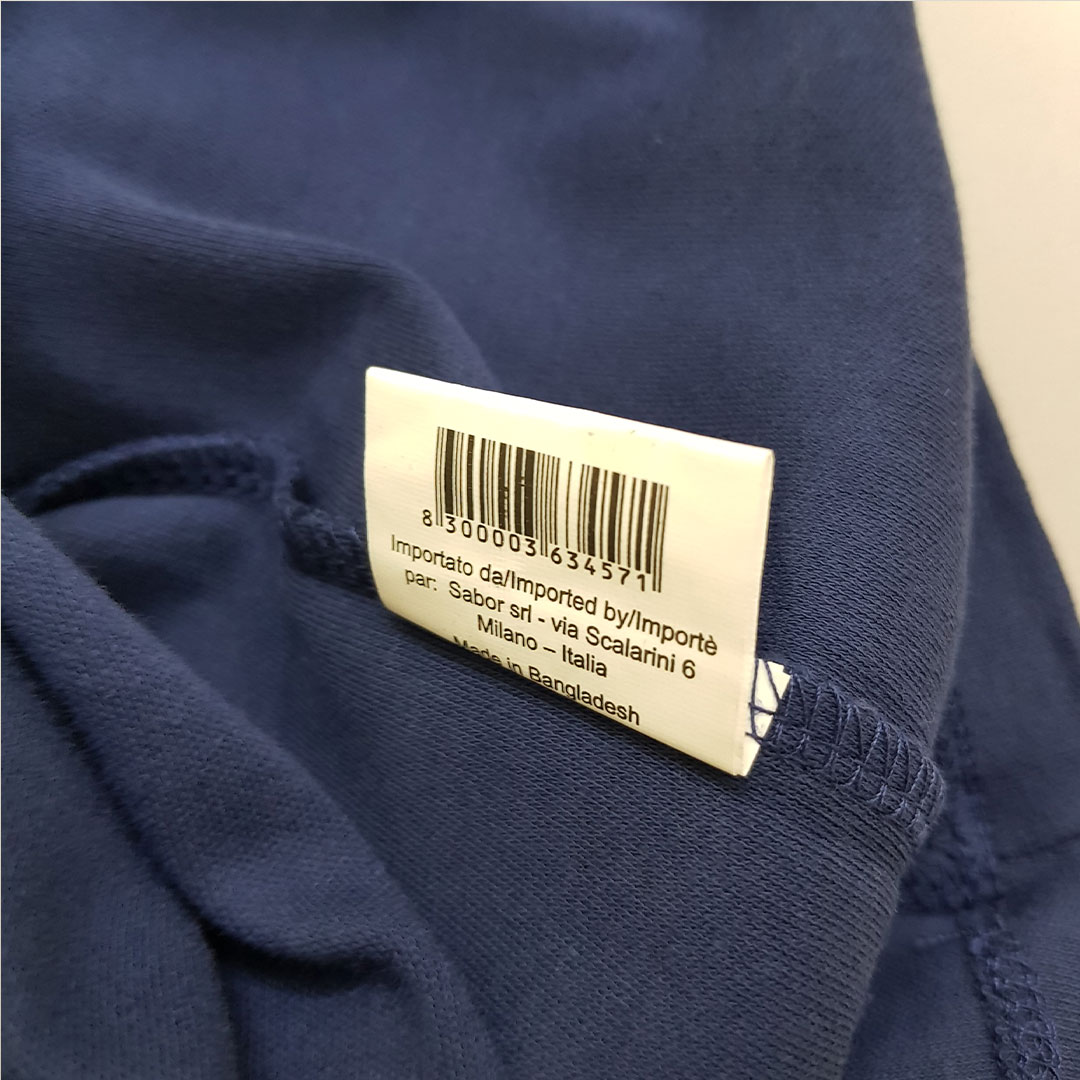 8 300003 634571
Importato da/Imported by/Importè
par: Sabor srl - via Scalarini 6
Milano – Italia
Made in Bangladesh